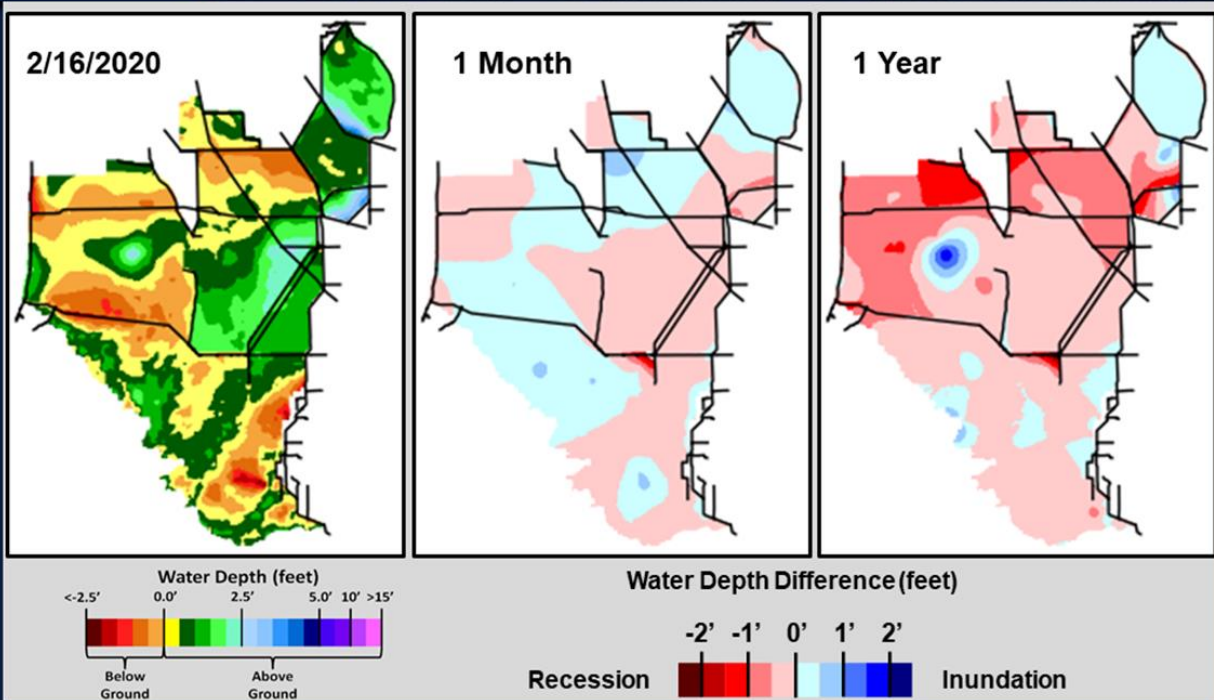 2/16/2020
1 Month
1 Year
Water Depth (feet)
<-2.5' 0.0' 2.5' 5.0' 10' >15'
Below
Ground
Above
Ground
Water Depth Difference (feet)
-2' -1' 0' 1' 2'
Recession
Inundation